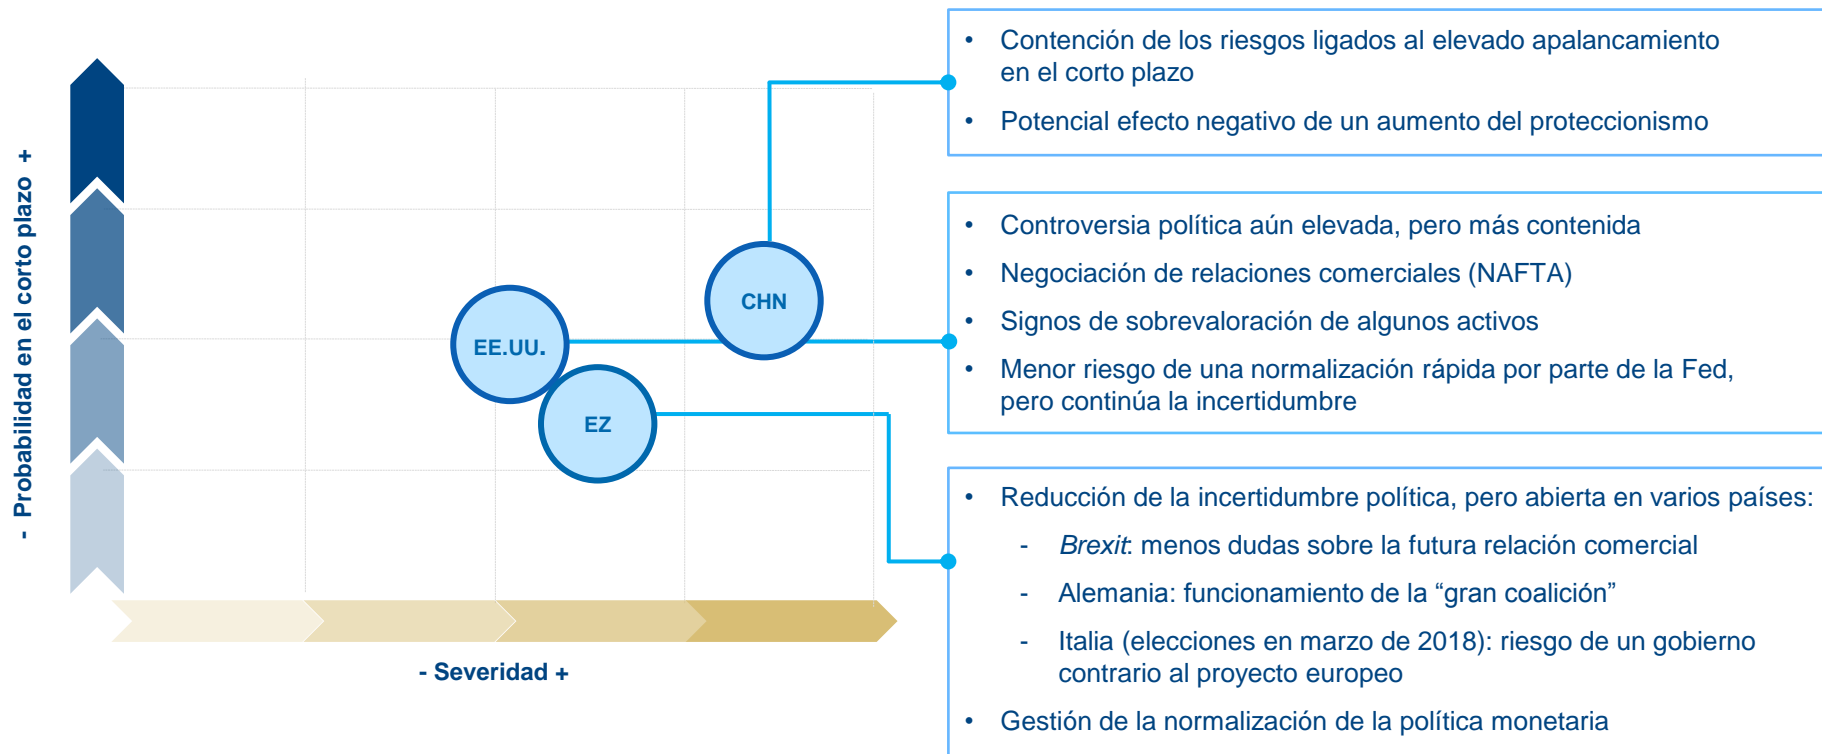 - Probabilidad en el corto plazo +
- Severidad +
CHN
EE.UU.
EZ
• Contención de los riesgos ligados al elevado apalancamiento
en el corto plazo
• Potencial efecto negativo de un aumento del proteccionismo
• Controversia política aún elevada, pero más contenida
• Negociación de relaciones comerciales (NAFTA)
• Signos de sobrevaloración de algunos activos
• Menor riesgo de una normalización rápida por parte de la Fed,
pero continúa la incertidumbre
• Reducción de la incertidumbre política, pero abierta en varios países:
- Brexit: menos dudas sobre la futura relación comercial
- Alemania: funcionamiento de la “gran coalición”
- Italia (elecciones en marzo de 2018): riesgo de un gobierno
contrario al proyecto europeo
• Gestión de la normalización de la política monetaria